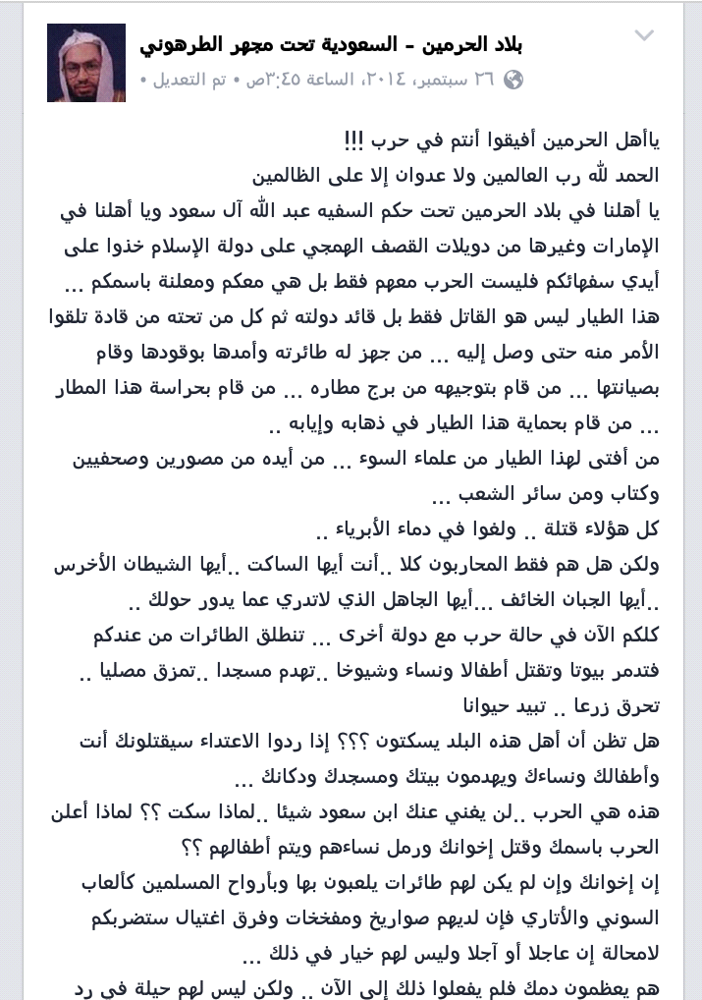 بلاد الحرمين - السعودية تحت مجهر الطرهوني
٢٦ سبتمبر، ٢٠١٤، الساعة ٣:٤٥ص • تم التعديل •
ياأهل الحرمين أفيقوا أنتم في حرب !!!
الحمد لله رب العالمين ولا عدوان إلا على الظالمين
يا أهلنا في بلاد الحرمين تحت حكم السفيه عبد الله آل سعود ويا أهلنا في
الإمارات وغيرها من دويلات القصف الهمجي على دولة الإسلام خذوا على
أيدي سفهائكم فليست الحرب معهم فقط بل هي معكم ومعلنة باسمكم ...
هذا الطيار ليس هو القاتل فقط بل قائد دولته ثم كل من تحته من قادة تلقوا
الأمر منه حتى وصل إليه ... من جهز له طائرته وأمدها بوقودها وقام
بصيانتها ... من قام بتوجيهه من برج مطاره ... من قام بحراسة هذا المطار
... من قام بحماية هذا الطيار في ذهابه وإيابه ..
من أفتى لهذا الطيار من علماء السوء ... من أيده من مصورين وصحفيين
وكتاب ومن سائر الشعب ...
كل هؤلاء قتلة .. ولغوا في دماء الأبرياء ..
ولكن هل هم فقط المحاربون كلا ..أنت أيها الساكت ..أيها الشيطان الأخرس
..أيها الجبان الخائف ...أيها الجاهل الذي لاتدري عما يدور حولك ..
كلكم الآن في حالة حرب مع دولة أخرى ... تنطلق الطائرات من عندكم
فتدمر بيوتا وتقتل أطفالا ونساء وشيوخا ..تهدم مسجدا ..تمزق مصليا ..
تحرق زرعا .. تبيد حيوانا
هل تظن أن أهل هذه البلد يسكتون ؟؟؟ إذا ردوا الاعتداء سيقتلونك أنت
وأطفالك ونساءك ويهدمون بيتك ومسجدك ودكانك ...
هذه هي الحرب ..لن يغني عنك ابن سعود شيئا ..لماذا سكت ؟؟ لماذا أعلن
الحرب باسمك وقتل إخوانك ورمل نساءهم ويتم أطفالهم ؟؟
إن إخوانك وإن لم يكن لهم طائرات يلعبون بها وبأرواح المسلمين كألعاب
السوني والأتاري فإن لديهم صواريخ ومفخخات وفرق اغتيال ستضربكم
لامحالة إن عاجلا أو آجلا وليس لهم خيار في ذلك ...
هم يعظمون دمك فلم يفعلوا ذلك إلى الآن .. ولكن ليس لهم حيلة في رد